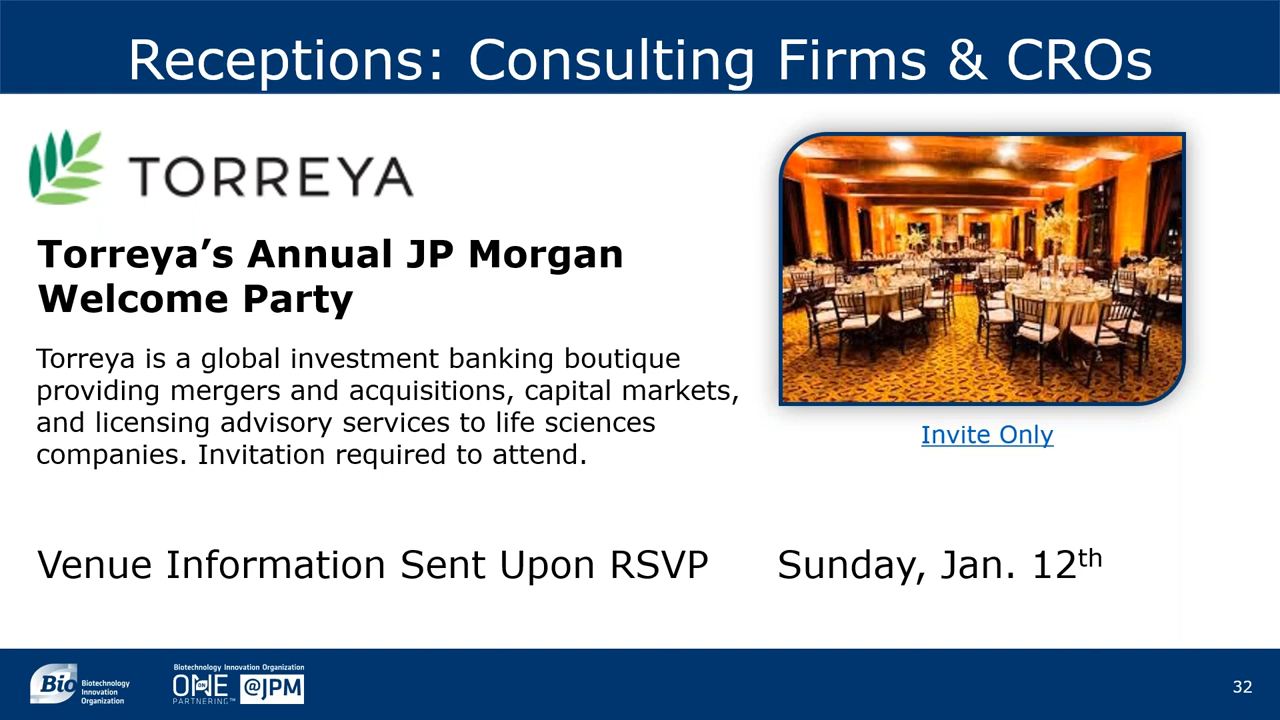 Receptions: Consulting Firms & CROs
TORREYA
Torreya’s Annual JP Morgan
Welcome Party
Torreya is a global investment banking boutique
providing mergers and acquisitions, capital markets,
and licensing advisory services to life sciences
companies. Invitation required to attend.
Invite Only
Venue Information Sent Upon RSVP
Sunday, Jan. 12th
Bio
Biotechnology
Innovation
Organization
Biotechnology Innovation Organization
ONE
ON
PARTNERING™
@JPM
32